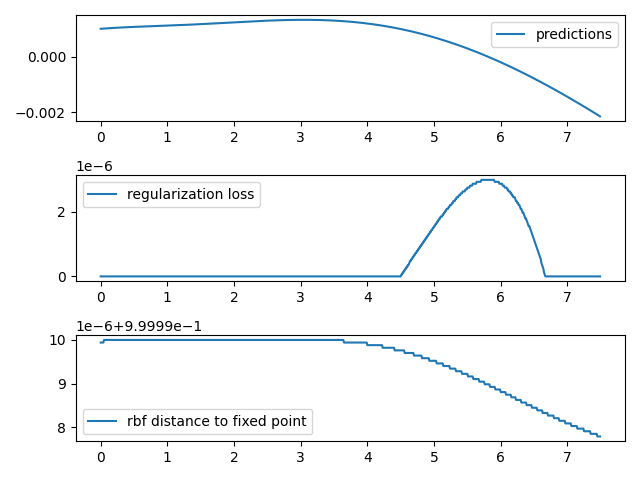 predictions
0.000
−0.002
0 1 2 3 4 5 6 7
1e−6
regularization loss
2
0
0 1 2 3 4 5 6 7
1e−6+9.9999e−1
10
9
8
rbf distance to fixed point
0 1 2 3 4 5 6 7